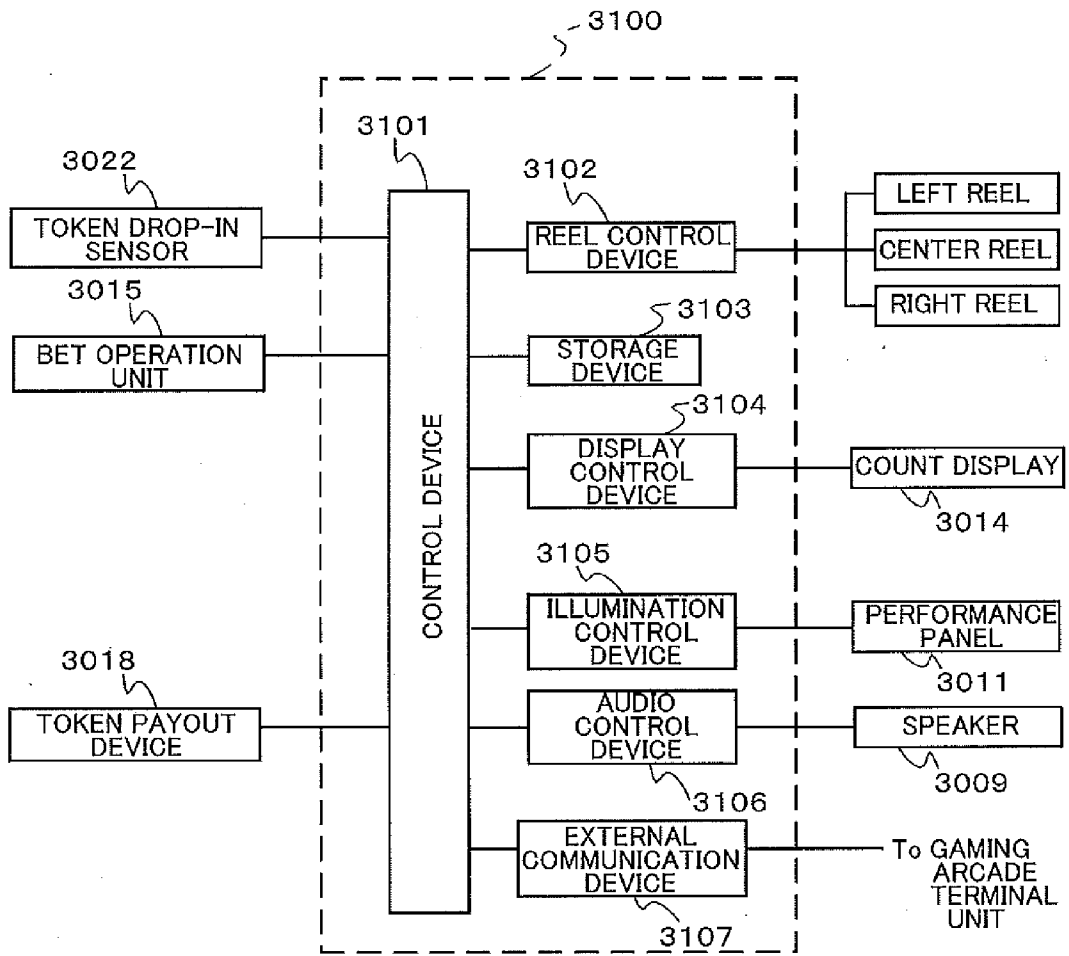 3100
3101
3022
TOKEN DROP-IN
SENSOR
3102
REEL CONTROL
DEVICE
LEFT REEL
CENTER REEL
RIGHT REEL
3015
BET OPERATION
UNIT
3103
STORAGE
DEVICE
CONTROL DEVICE
3104
DISPLAY
CONTROL
DEVICE
COUNT DISPLAY
3014
3105
ILLUMINATION
CONTROL
DEVICE
PERFORMANCE
PANEL
3011
3018
TOKEN PAYOUT
DEVICE
AUDIO
CONTROL
DEVICE
3106
SPEAKER
3009
EXTERNAL
COMMUNICATION
DEVICE
3107
To GAMING
ARCADE
TERMINAL
UNIT